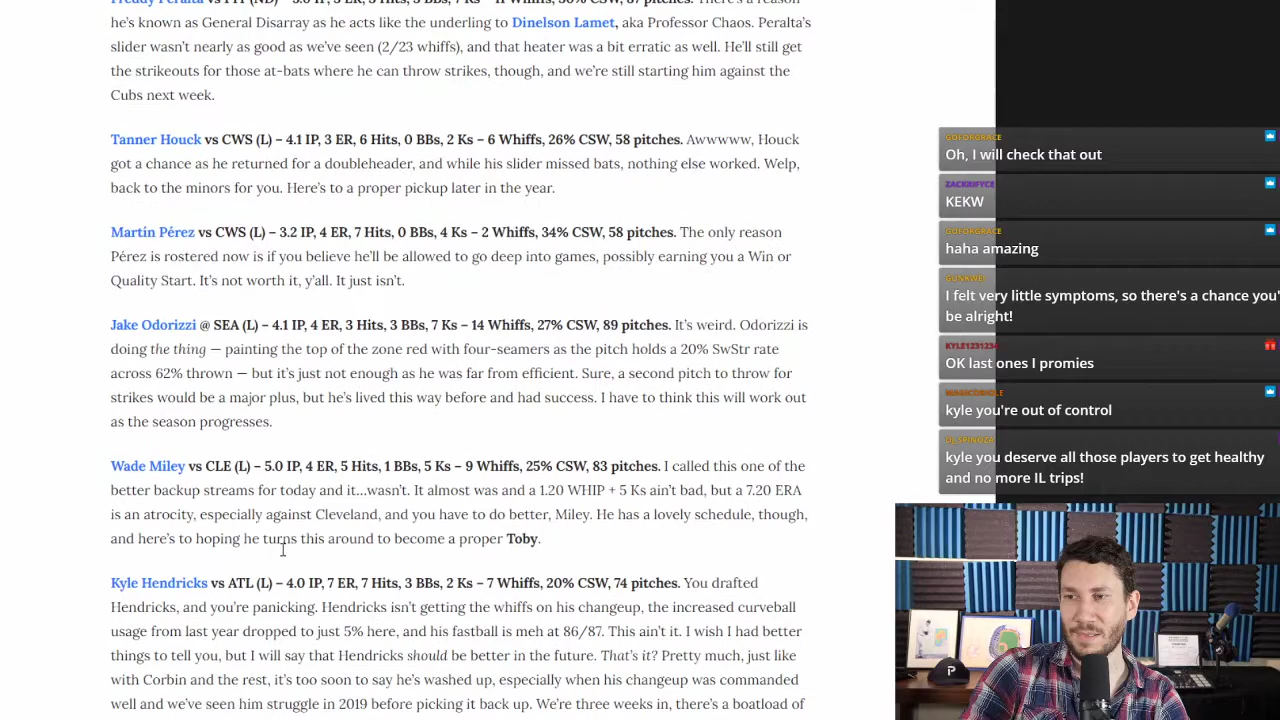 he's known as General Disarray as he acts like the underling to Dinelson Lamet, aka Professor Chaos. Peralta's
slider wasn't nearly as good as we've seen (2/23 whiffs), and that heater was a bit erratic as well. He'll still get
the strikeouts for those at-bats where he can throw strikes, though, and we're still starting him against the
Cubs next week.
Tanner Houck vs CWS (L) – 4.1 IP, 3 ER, 6 Hits, 0 BBs, 2 Ks – 6 Whiffs, 26% CSW, 58 pitches. Awwwww, Houck
got a chance as he returned for a doubleheader, and while his slider missed bats, nothing else worked. Welp,
back to the minors for you. Here's to a proper pickup later in the year.
Martín Pérez vs CWS (L) – 3.2 IP, 4 ER, 7 Hits, 0 BBs, 4 Ks – 2 Whiffs, 34% CSW, 58 pitches. The only reason
Pérez is rostered now is if you believe he'll be allowed to go deep into games, possibly earning you a Win or
Quality Start. It's not worth it, y'all. It just isn't.
Jake Odorizzi @ SEA (L) – 4.1 IP, 4 ER, 3 Hits, 3 BBs, 7 Ks – 14 Whiffs, 27% CSW, 89 pitches. It's weird. Odorizzi is
doing the thing — painting the top of the zone red with four-seamers as the pitch holds a 20% SwStr rate
across 62% thrown — but it's just not enough as he was far from efficient. Sure, a second pitch to throw for
strikes would be a major plus, but he's lived this way before and had success. I have to think this will work out
as the season progresses.
Wade Miley vs CLE (L) – 5.0 IP, 4 ER, 5 Hits, 1 BBs, 5 Ks – 9 Whiffs, 25% CSW, 83 pitches. I called this one of the
better backup streams for today and it…wasn't. It almost was and a 1.20 WHIP + 5 Ks ain't bad, but a 7.20 ERA
is an atrocity, especially against Cleveland, and you have to do better, Miley. He has a lovely schedule, though,
and here's to hoping he turns this around to become a proper Toby.
Kyle Hendricks vs ATL (L) – 4.0 IP, 7 ER, 7 Hits, 3 BBs, 2 Ks – 7 Whiffs, 20% CSW, 74 pitches. You drafted
Hendricks, and you're panicking. Hendricks isn't getting the whiffs on his changeup, the increased curveball
usage from last year dropped to just 5% here, and his fastball is meh at 86/87. This ain't it. I wish I had better
things to tell you, but I will say that Hendricks should be better in the future. That's it? Pretty much, just like
with Corbin and the rest, it's too soon to say he's washed up, especially when his changeup was commanded
well and we've seen him struggle in 2019 before picking it back up. We're three weeks in, there's a boatload of
GOFORGRACE
Oh, I will check that out
ZACKRIFYCE
KEKW
GOFORGRACE
haha amazing
I felt very little symptoms, so there's a chance you'
be alright!
KYLE1231234
OK last ones I promies
kyle you're out of control
DJ_SPINOZA
kyle you deserve all those players to get healthy
and no more IL trips!
P